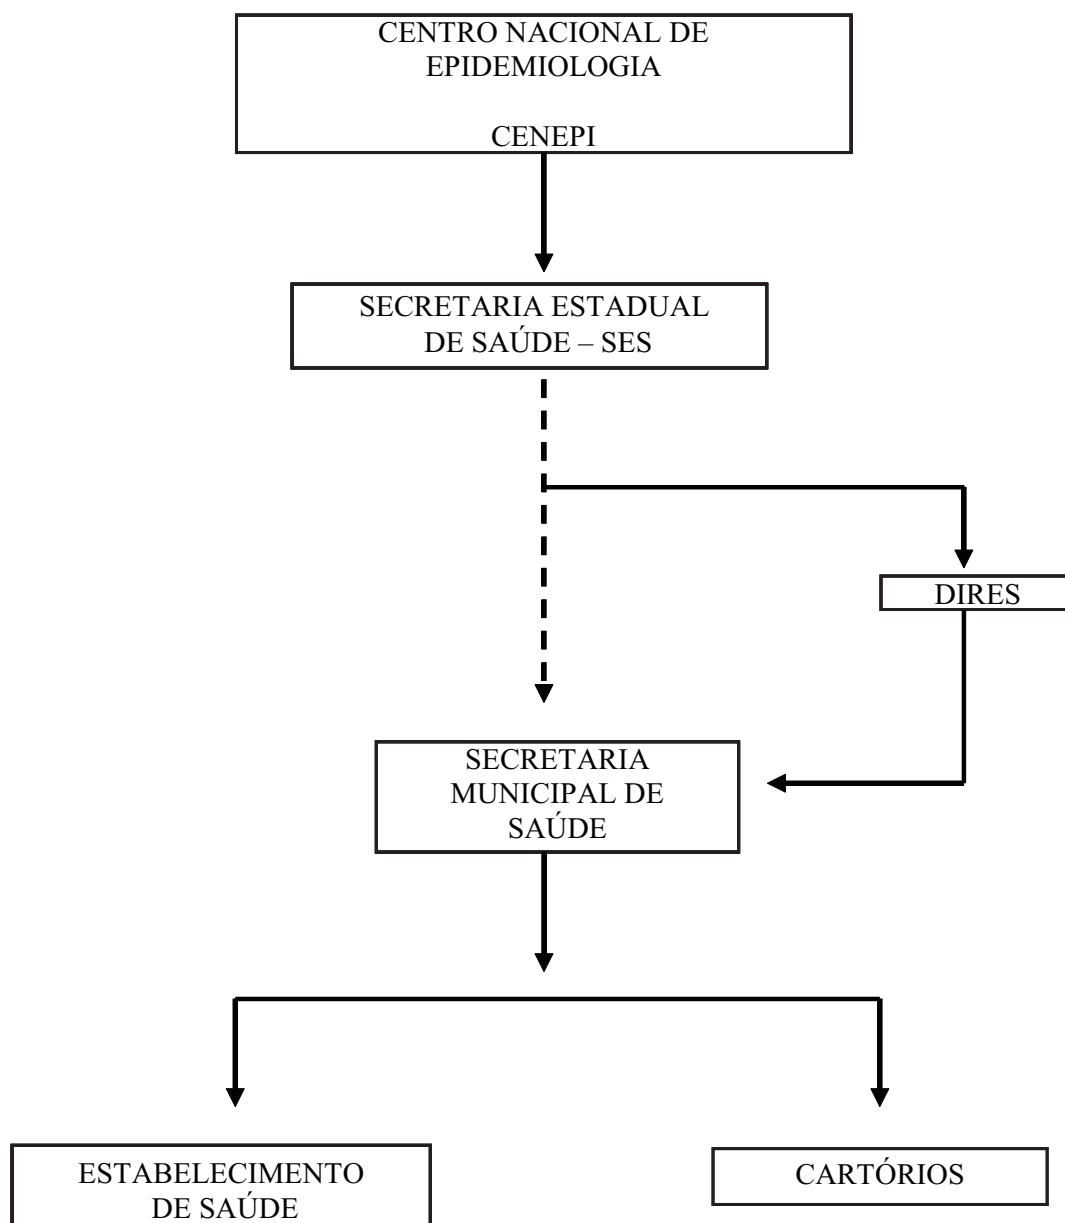 CENTRO NACIONAL DE
EPIDEMIOLOGIA
CENEPI
SECRETARIA ESTADUAL
DE SAÚDE – SES
DIRES
SECRETARIA
MUNICIPAL DE
SAÚDE
ESTABELECIMENTO
DE SAÚDE
CARTÓRIOS